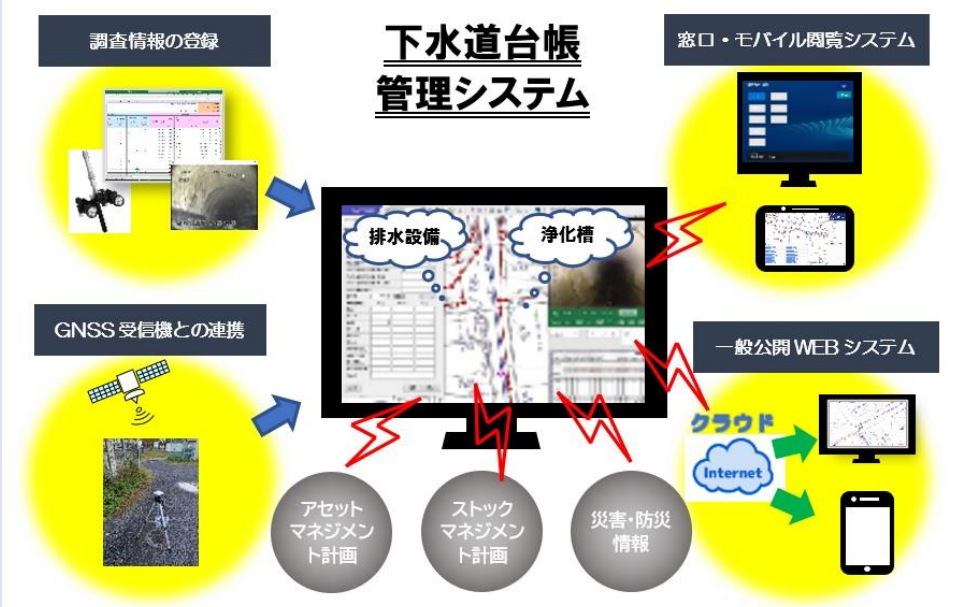 下水道台帳
管理システム
調査情報の登録
窓口・モバイル閲覧システム
排水設備
浄化槽
GNSS 受信機との連携
一般公開 WEB システム
クラウド
Internet
アセット
マネジメン
ト計画
ストック
マネジメン
ト計画
災害・防災
情報